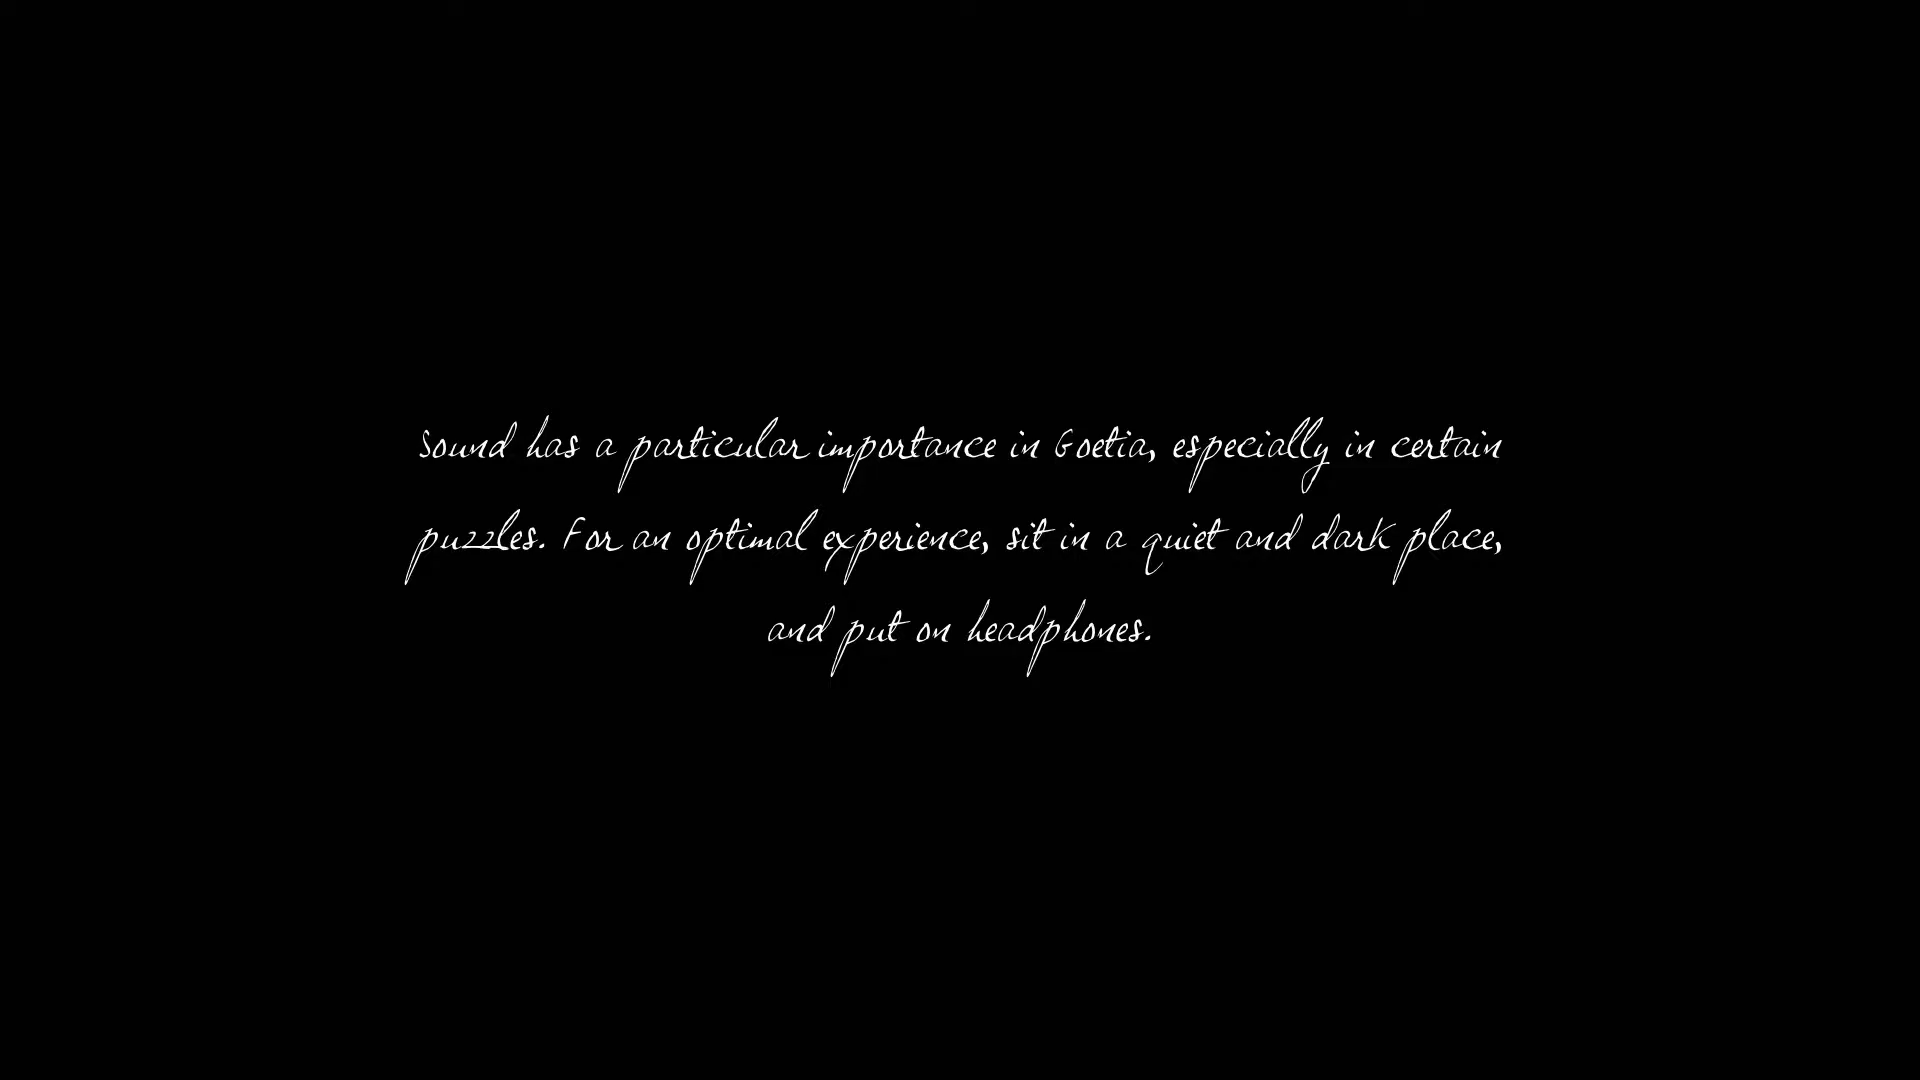 Sound has a particular importance in Goetia, especially in certain
puzzles. For an optimal experience, sit in a quiet and dark place,
and put on headphones.